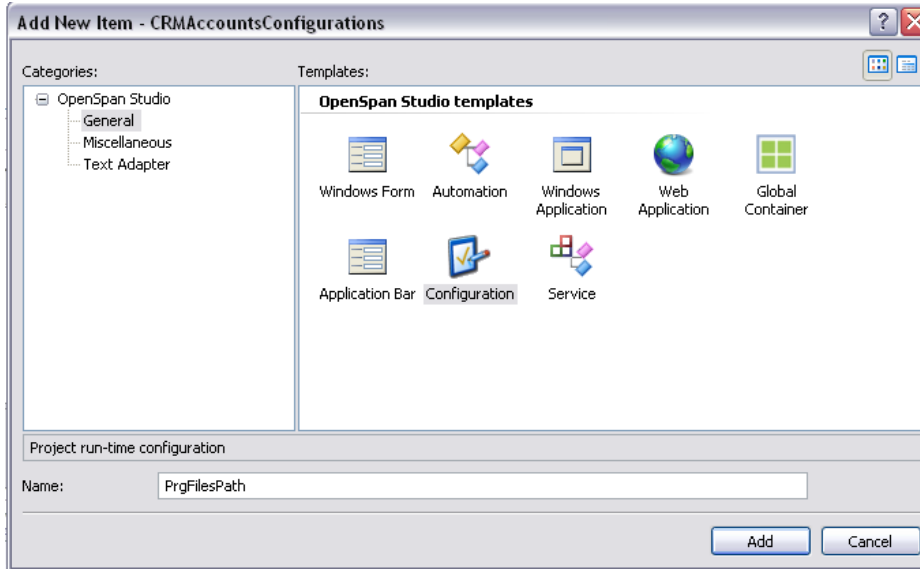 Add New Item - CRMAccountsConfigurations
Categories:
Templates:
OpenSpan Studio
General
Miscellaneous
Text Adapter
OpenSpan Studio templates
Windows Form
Automation
Windows Application
Web Application
Global Container
Application Bar
Configuration
Service
Project run-time configuration
Name:
PrgFilesPath
Add
Cancel